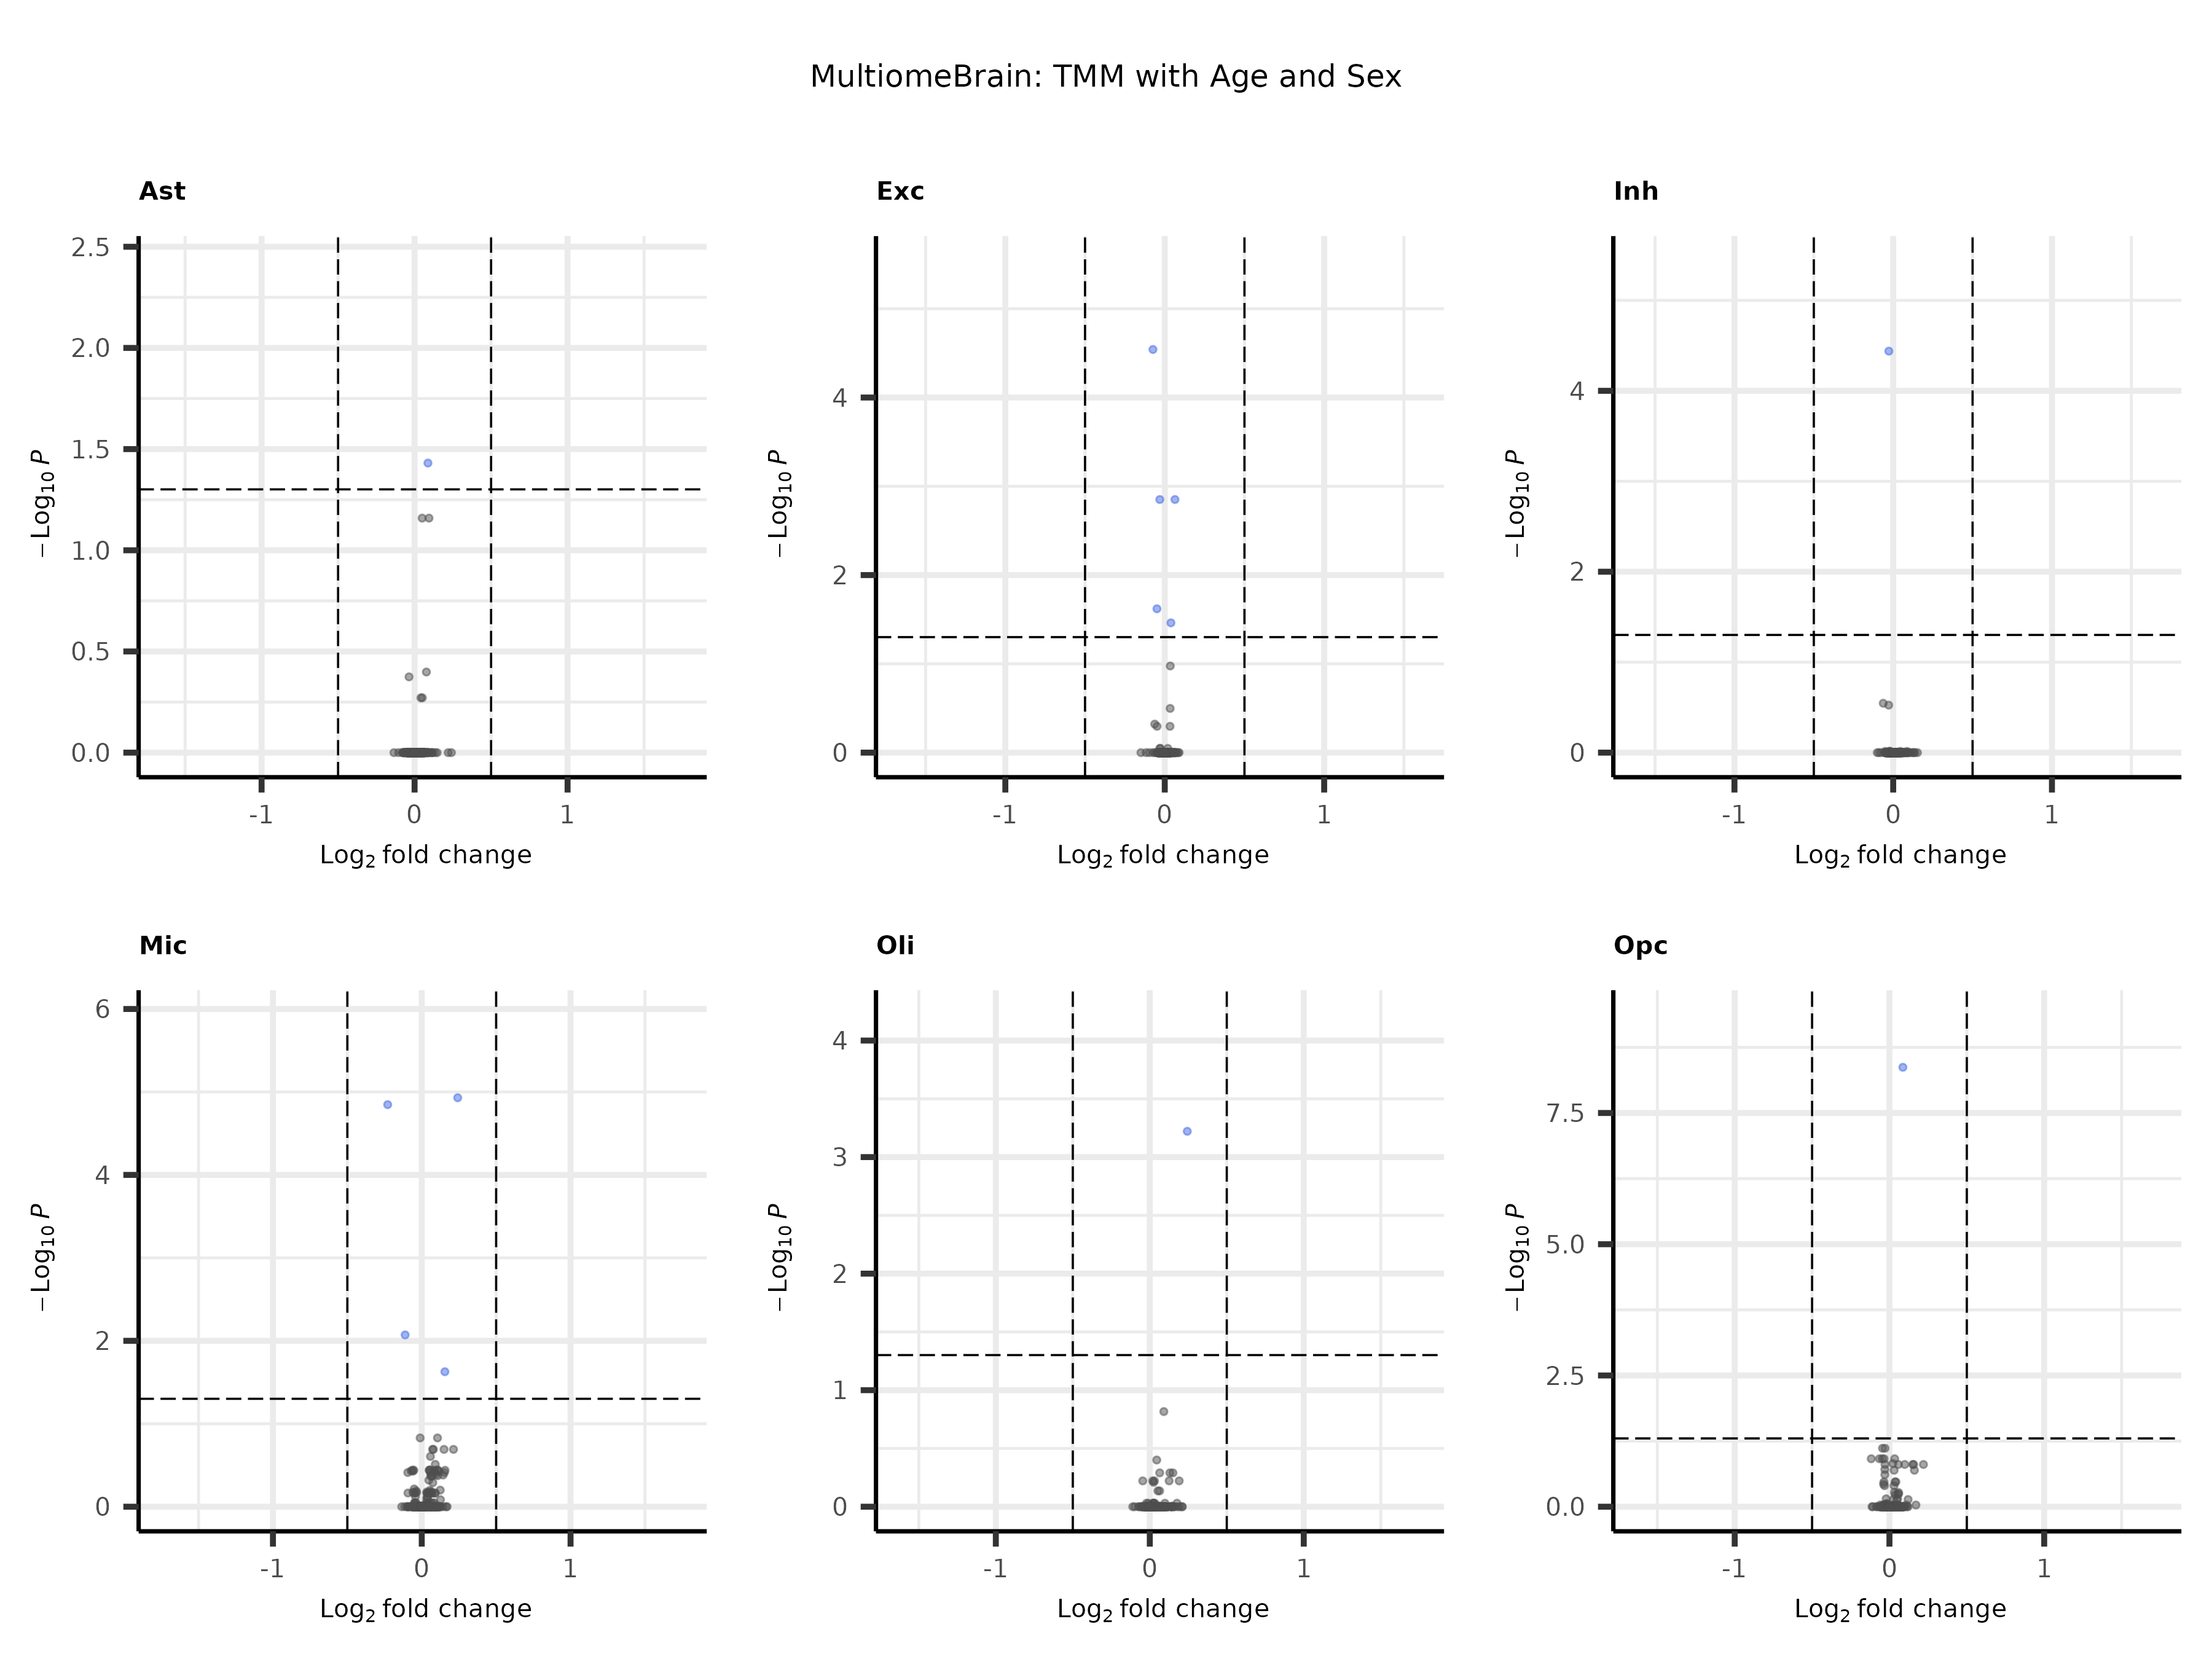 MultiomeBrain: TMM with Age and Sex
Ast
2.5
2.0
1.5
1.0
0.5
0.0
-1 0 1
−Log₁₀ P
Log₂ fold change
Exc
4
2
0
-1 0 1
−Log₁₀ P
Log₂ fold change
Inh
4
2
0
-1 0 1
−Log₁₀ P
Log₂ fold change
Mic
6
4
2
0
-1 0 1
−Log₁₀ P
Log₂ fold change
Oli
4
3
2
1
0
-1 0 1
−Log₁₀ P
Log₂ fold change
Opc
7.5
5.0
2.5
0.0
-1 0 1
−Log₁₀ P
Log₂ fold change